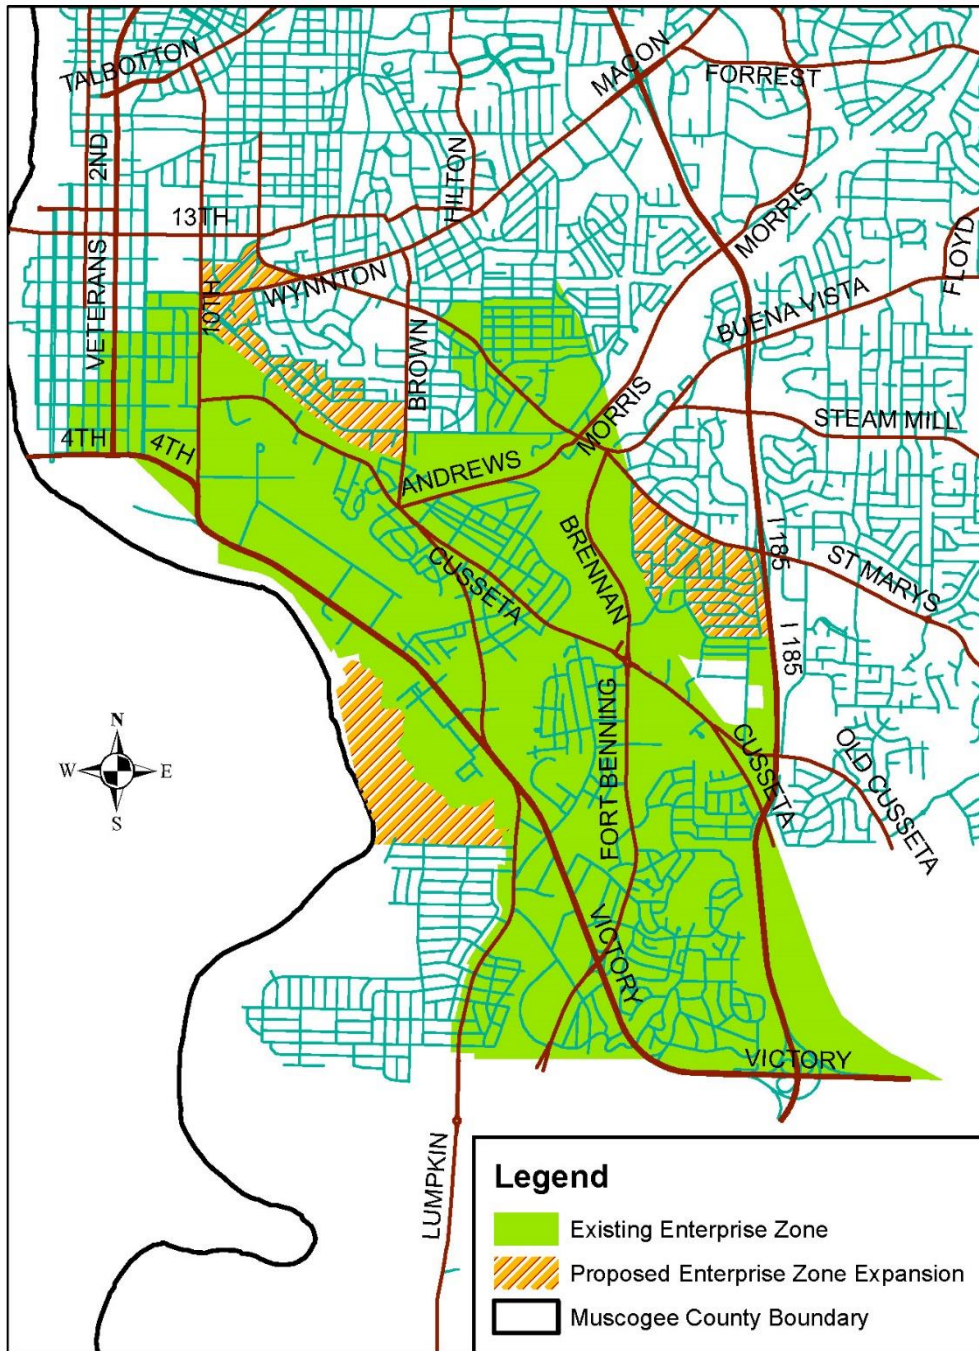 TALBOTTON
MACON
FORREST
2ND
HILTON
13TH
MORRIS
FLOYD
WYNNTON
10TH
VETERANS
BUENA VISTA
BROWN
MORRIS
STEAM MILL
4TH
4TH
ANDREWS
BRENNAN
I 185
ST MARYS
CUSSETA
I 185
N
W
E
S
FORT BENNING
CUSSETA
OLD CUSSETA
VICTORY
VICTORY
LUMPKIN
Legend
Existing Enterprise Zone
Proposed Enterprise Zone Expansion
Muscogee County Boundary